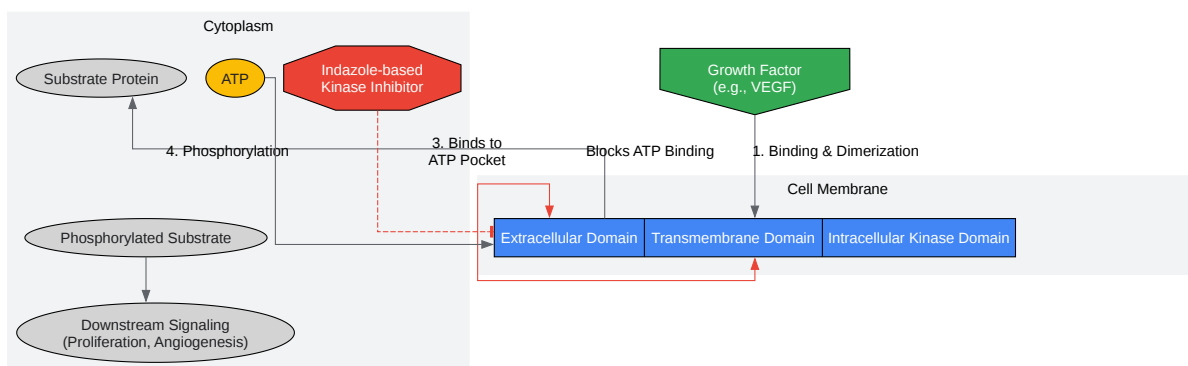 Cytoplasm
Substrate Protein
ATP
Indazole-based
Kinase Inhibitor
Growth Factor
(e.g., VEGF)
4. Phosphorylation
3. Binds to
ATP Pocket
Blocks ATP Binding
1. Binding & Dimerization
Cell Membrane
Extracellular Domain
Transmembrane Domain
Intracellular Kinase Domain
Phosphorylated Substrate
Downstream Signaling
(Proliferation, Angiogenesis)